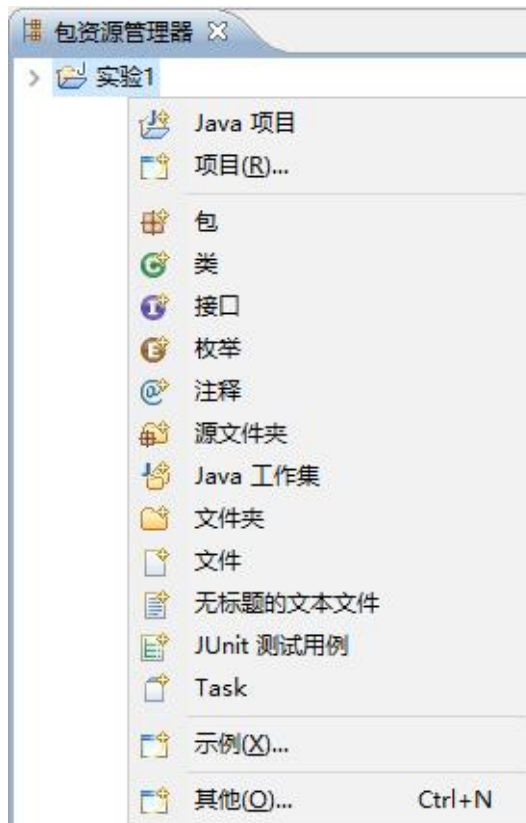 包资源管理器
实验1
Java 项目
项目(R)...
包
类
接口
枚举
注释
源文件夹
Java 工作集
文件夹
文件
无标题的文本文件
JUnit 测试用例
Task
示例(X)...
其他(O)... Ctrl+N